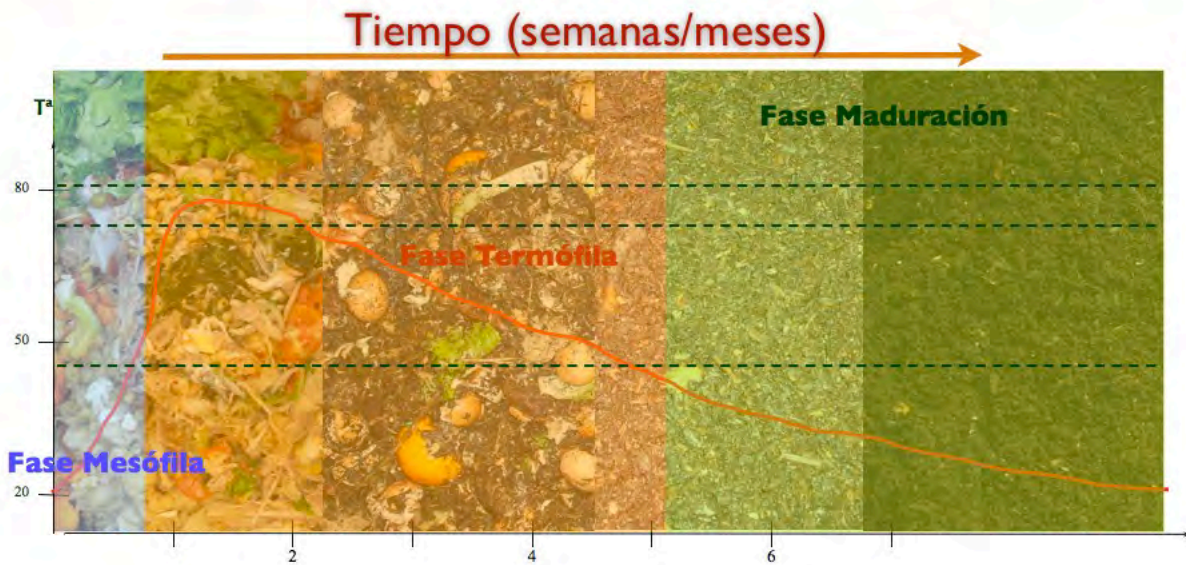 Tiempo (semanas/meses)
Tª
Fase Maduración
80
Fase Termófila
50
Fase Mesófila
20
2
4
6